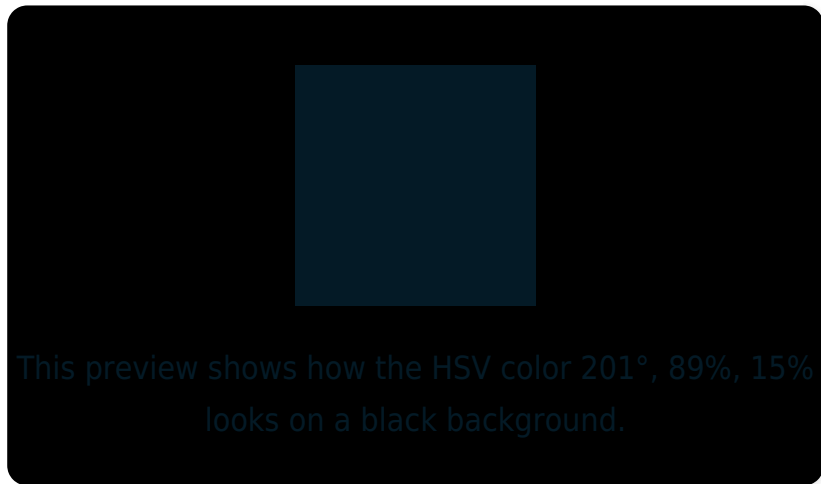 This preview shows how the HSV color 201°, 89%, 15%
looks on a black background.